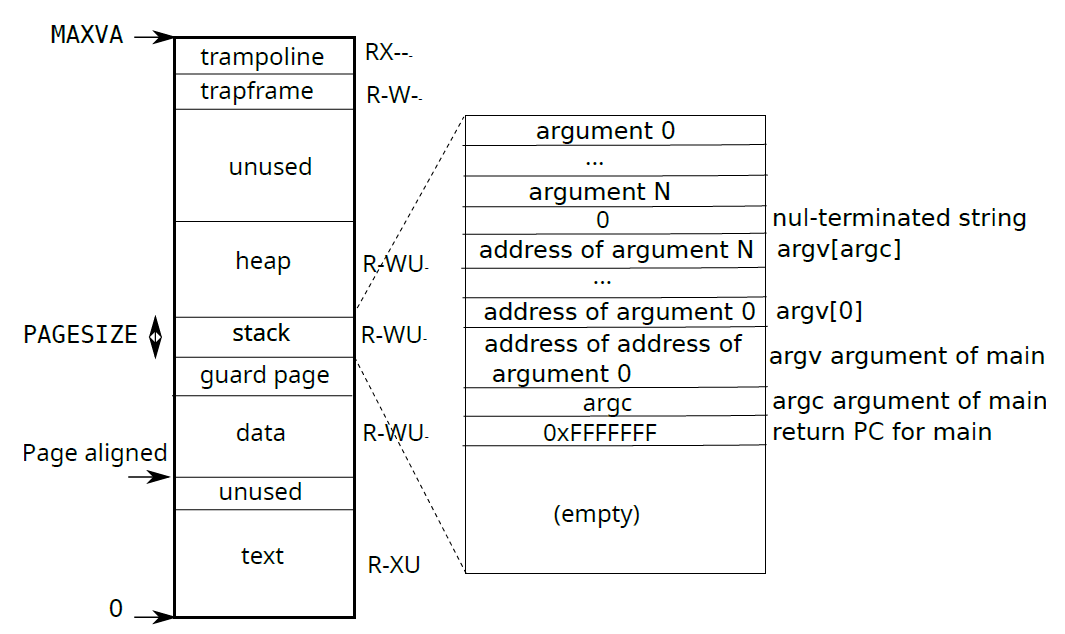 MAXVA
trampoline
RX--
trapframe
R-W--
unused
heap
R-WU-
PAGESIZE
stack
R-WU-
guard page
data
R-WU-
Page aligned
unused
text
R-XU
0
argument 0
...
argument N
0
nul-terminated string
address of argument N
argv[argc]
...
address of argument 0
argv[0]
address of address of
argument 0
argv argument of main
argc
argc argument of main
0xFFFFFFF
return PC for main
(empty)